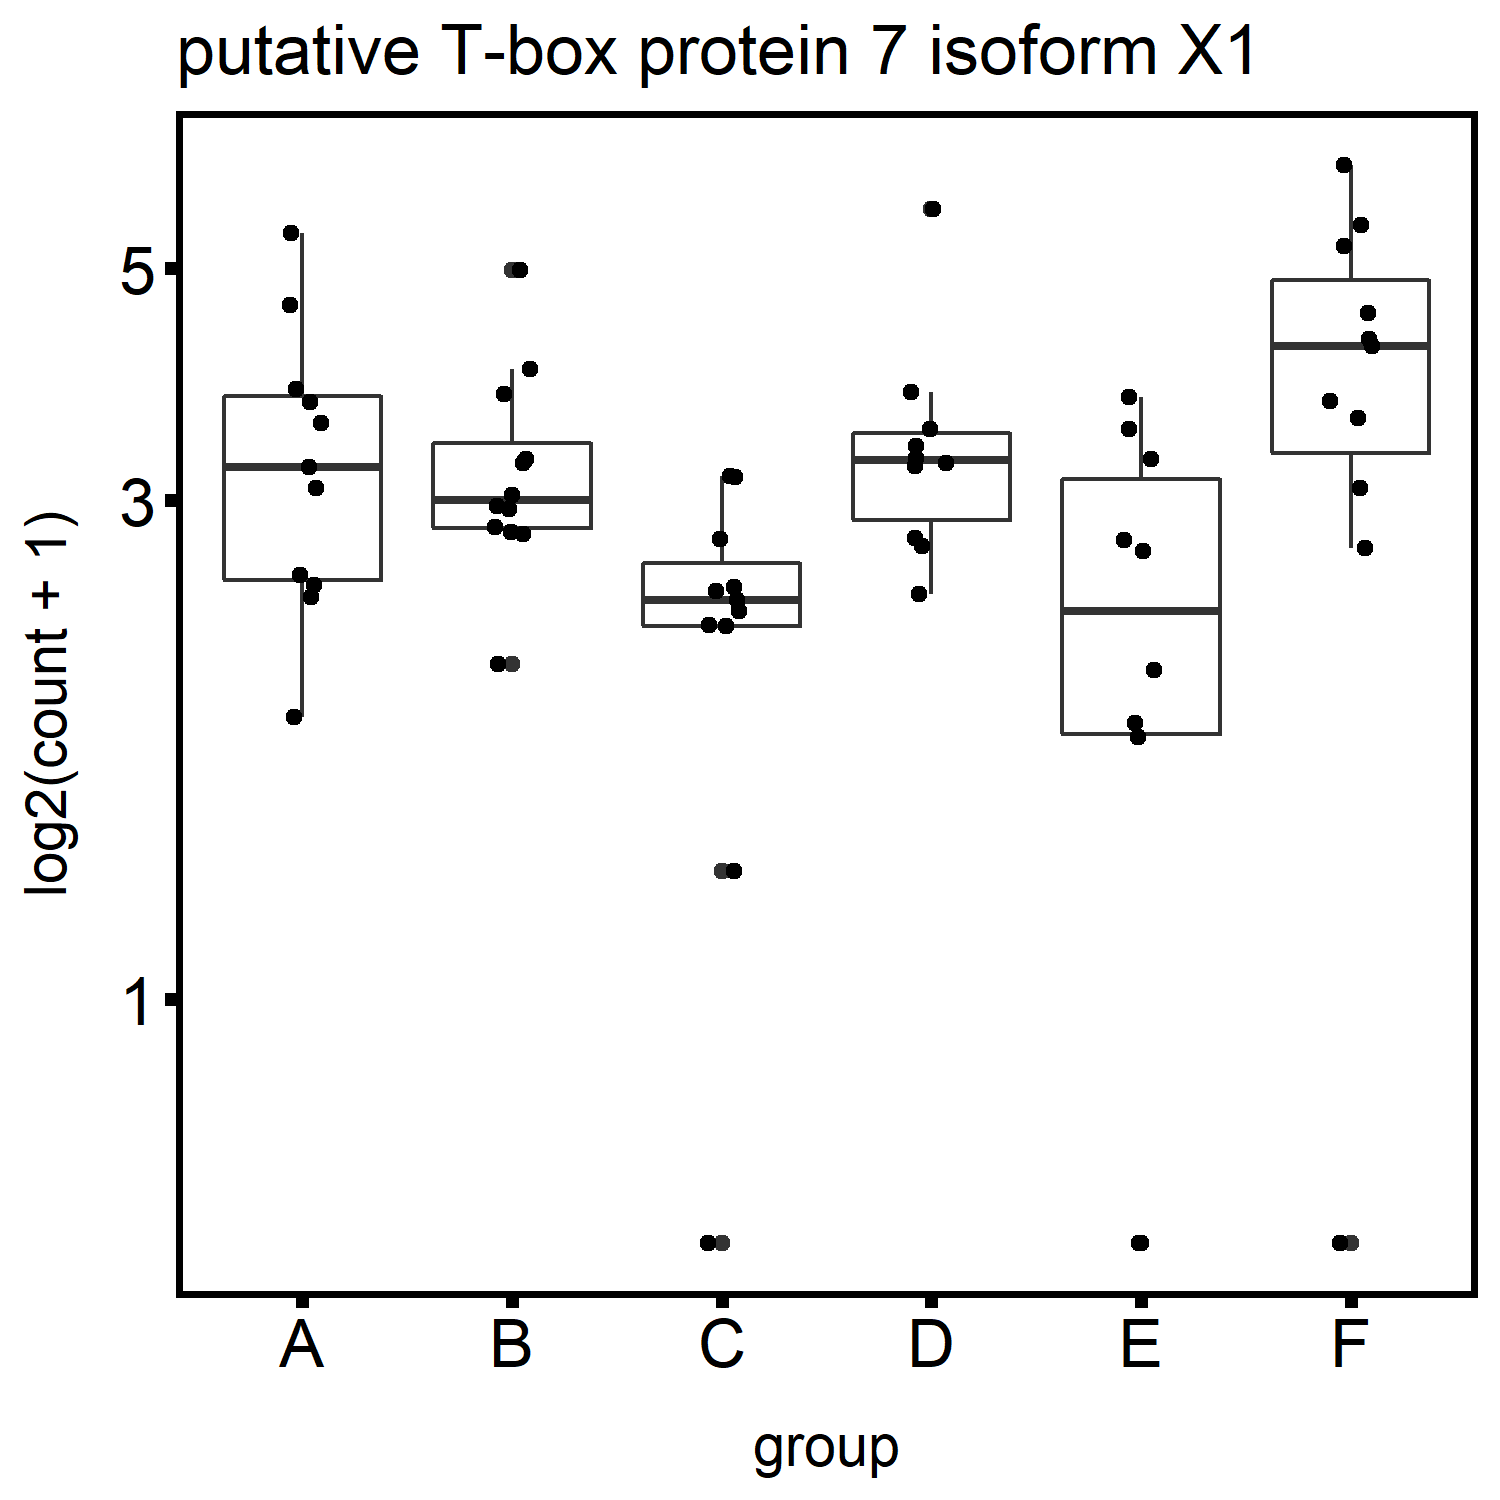 putative T-box protein 7 isoform X1
log2(count + 1)
5
3
1
A B C D E F
group